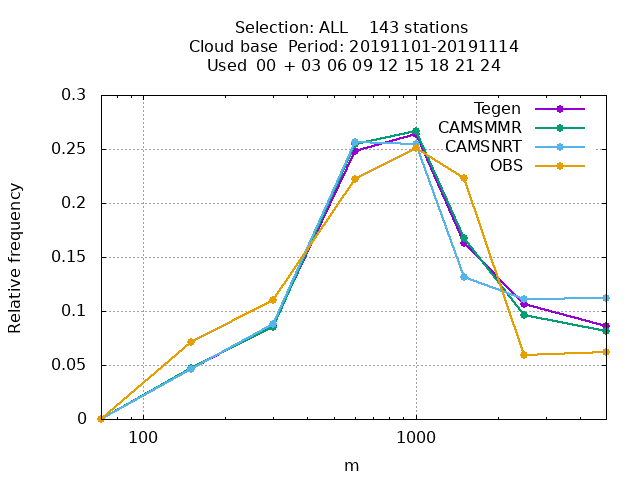 Selection: ALL    143 stations
Cloud base  Period: 20191101-20191114
Used  00 + 03 06 09 12 15 18 21 24
Tegen
CAMSMMR
CAMSNRT
OBS
Relative frequency
0.3
0.25
0.2
0.15
0.1
0.05
0
100
1000
m